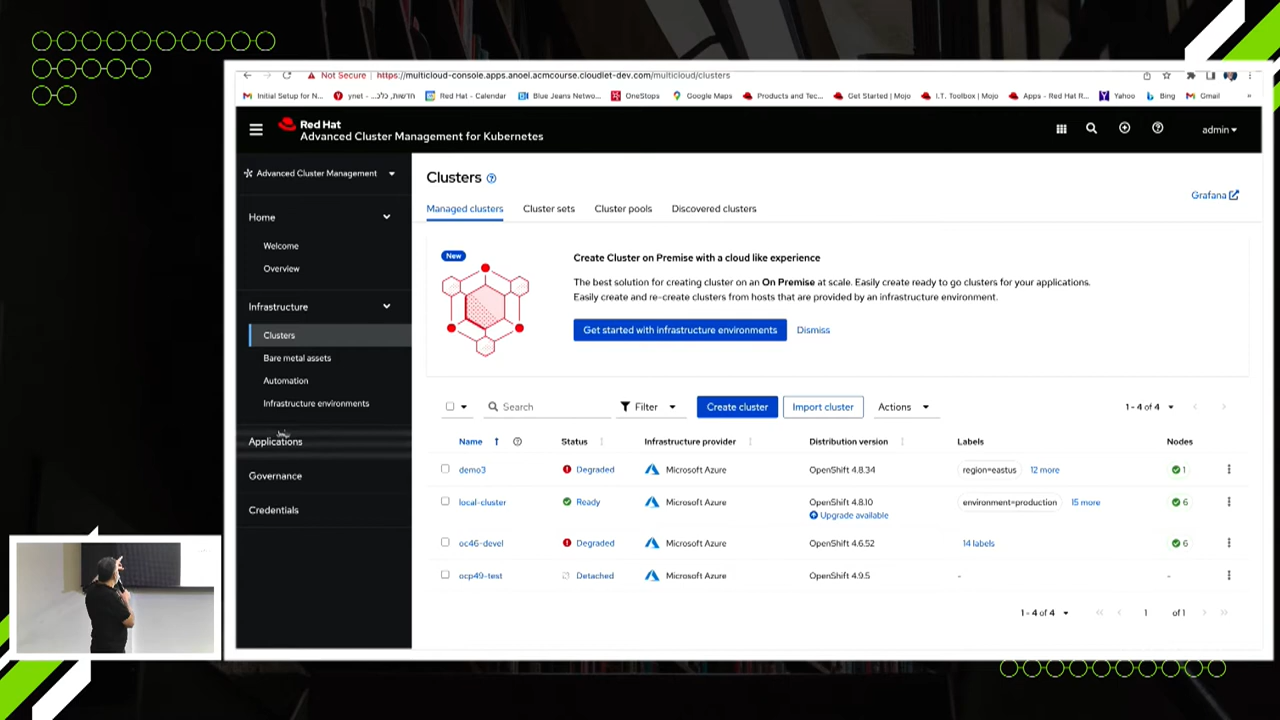 Not Secure | https://multicloud-console.apps.anoel.acmcourse.cloudlet-dev.com/multicloud/clusters
Initial Setup for N... ynet - ...חדשות, כלכ Red Hat - Calendar Blue Jeans Netwo... OneStops Google Maps Products and Tec... Get Started | Mojo I.T. Toolbox | Mojo Apps - Red Hat R... Yahoo Bing Gmail »
Red Hat
Advanced Cluster Management for Kubernetes
admin
Advanced Cluster Management
Home
Welcome
Overview
Infrastructure
Clusters
Bare metal assets
Automation
Infrastructure environments
Applications
Governance
Credentials
Clusters
Grafana
Managed clusters Cluster sets Cluster pools Discovered clusters
New
Create Cluster on Premise with a cloud like experience
The best solution for creating cluster on an On Premise at scale. Easily create ready to go clusters for your applications.
Easily create and re-create clusters from hosts that are provided by an infrastructure environment.
Get started with infrastructure environments Dismiss
Search Filter Create cluster Import cluster Actions 1 - 4 of 4
Name Status Infrastructure provider Distribution version Labels Nodes
demo3 Degraded Microsoft Azure OpenShift 4.8.34 region=eastus 12 more 1
local-cluster Ready Microsoft Azure OpenShift 4.8.10 environment=production 15 more 6
Upgrade available
oc46-devel Degraded Microsoft Azure OpenShift 4.6.52 14 labels 6
ocp49-test Detached Microsoft Azure OpenShift 4.9.5 - -
1 - 4 of 4 1 of 1